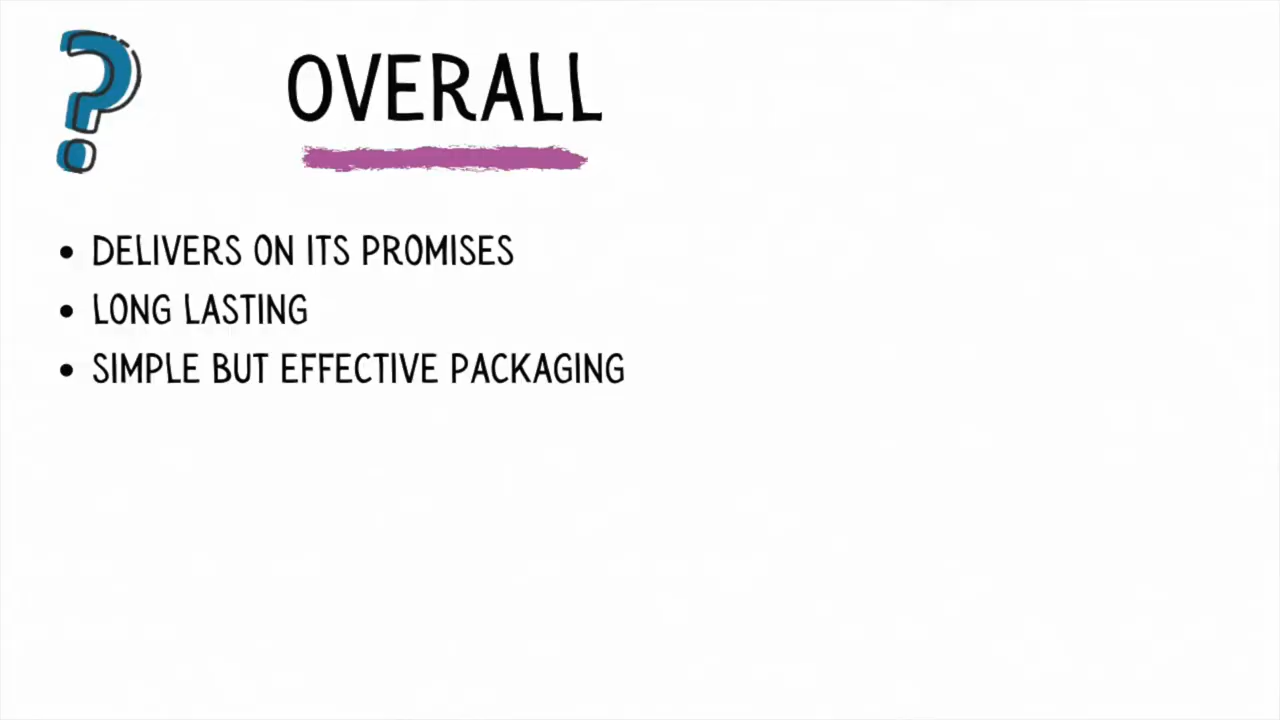 ?
OVERALL
• DELIVERS ON ITS PROMISES
• LONG LASTING
• SIMPLE BUT EFFECTIVE PACKAGING